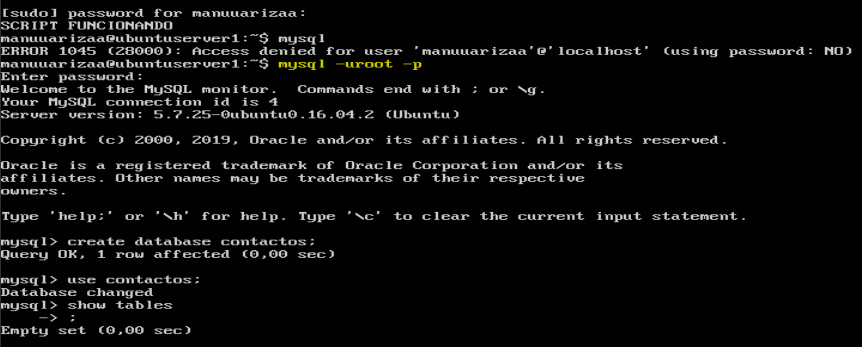 [sudo] password for manuuarizaa:
SCRIPT FUNCIONANDO
manuuarizaa@ubuntuserver1:~$ mysql
ERROR 1045 (28000): Access denied for user 'manuuarizaa'@'localhost' (using password: NO)
manuuarizaa@ubuntuserver1:~$ mysql -uroot -p
Enter password:
Welcome to the MySQL monitor.  Commands end with ; or \g.
Your MySQL connection id is 4
Server version: 5.7.25-0ubuntu0.16.04.2 (Ubuntu)
Copyright (c) 2000, 2019, Oracle and/or its affiliates. All rights reserved.
Oracle is a registered trademark of Oracle Corporation and/or its
affiliates. Other names may be trademarks of their respective
owners.
Type 'help;' or '\h' for help. Type '\c' to clear the current input statement.
mysql> create database contactos;
Query OK, 1 row affected (0,00 sec)
mysql> use contactos;
Database changed
mysql> show tables
    -> ;
Empty set (0,00 sec)